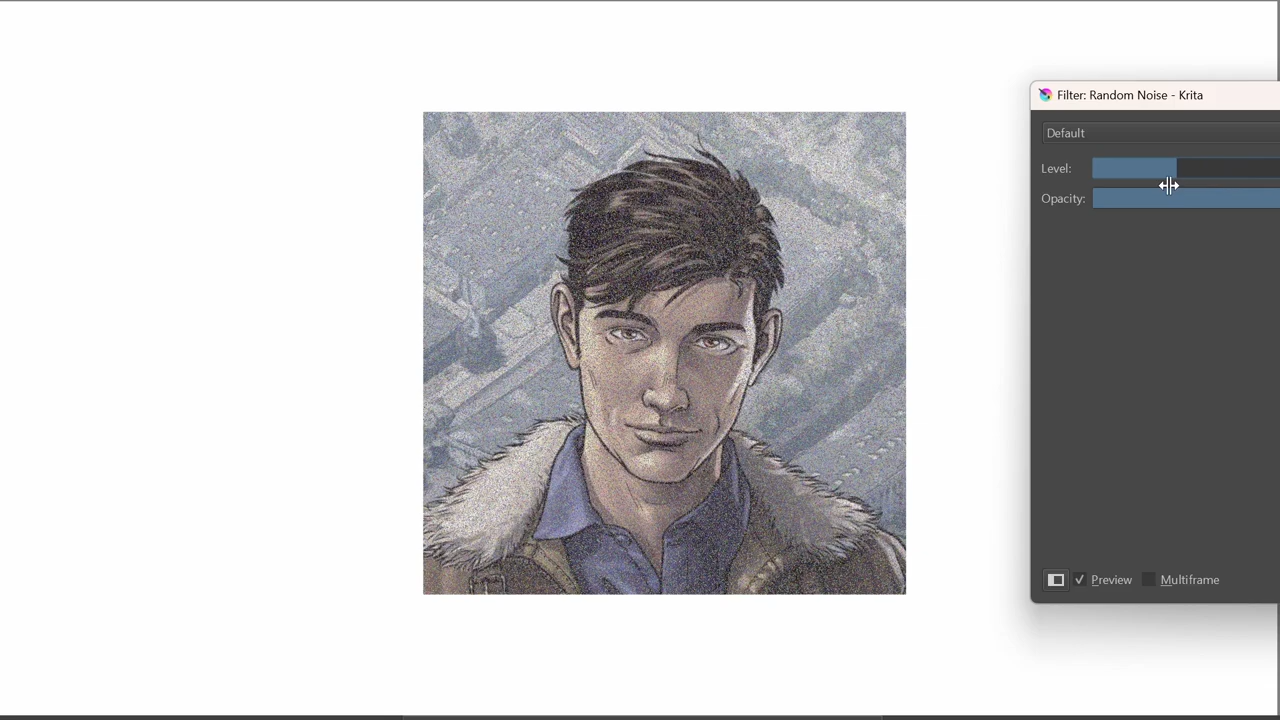 Filter: Random Noise - Krita
Default
Level:
Opacity:
Preview Multiframe